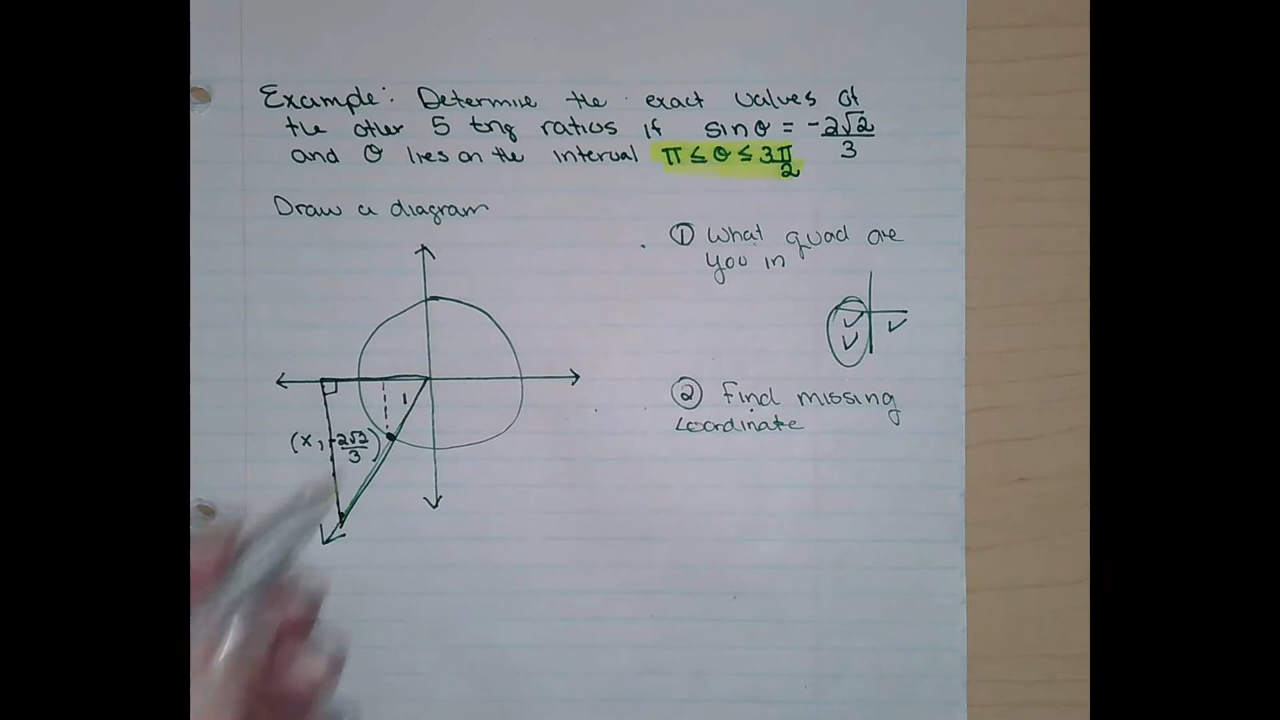 Example: Determine the exact values of
the other 5 trig ratios if sinθ = -2√2/3
and θ lies on the interval π ≤ θ ≤ 3π/2
Draw a diagram
① What quad are
you in
② Find missing
coordinate
1
(x, -2√2/3)